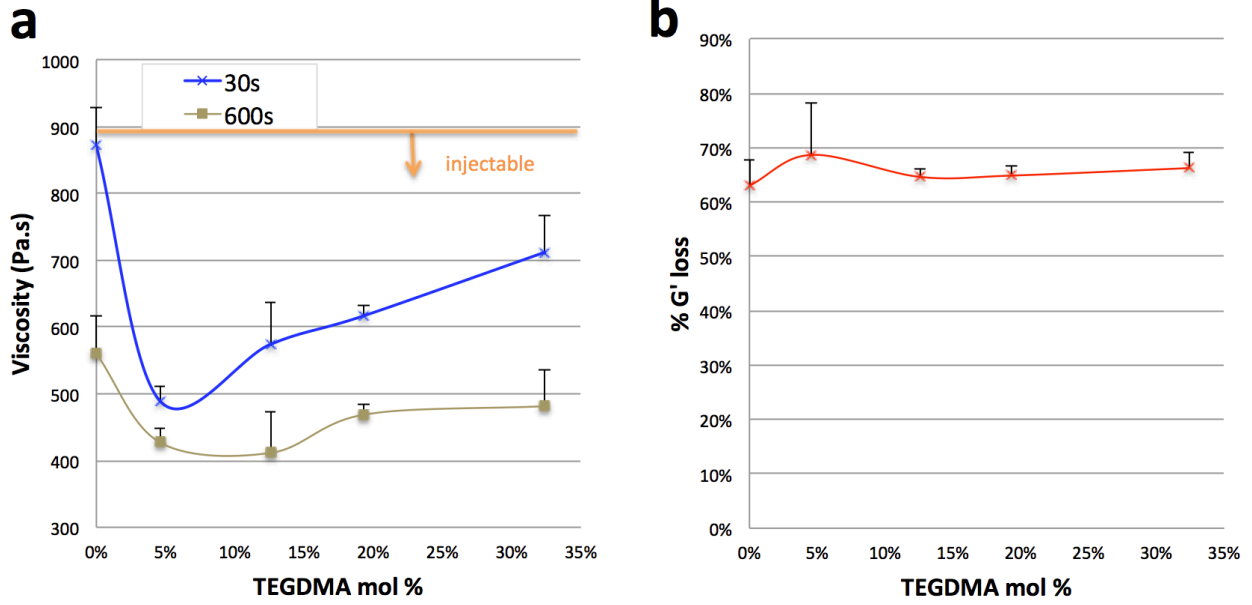 a
1000
900
800
700
600
500
400
300
Viscosity (Pa.s)
30s
600s
injectable
0% 5% 10% 15% 20% 25% 30% 35%
TEGDMA mol %
b
90%
80%
70%
60%
50%
40%
30%
20%
10%
0%
% G' loss
0% 5% 10% 15% 20% 25% 30% 35%
TEGDMA mol %